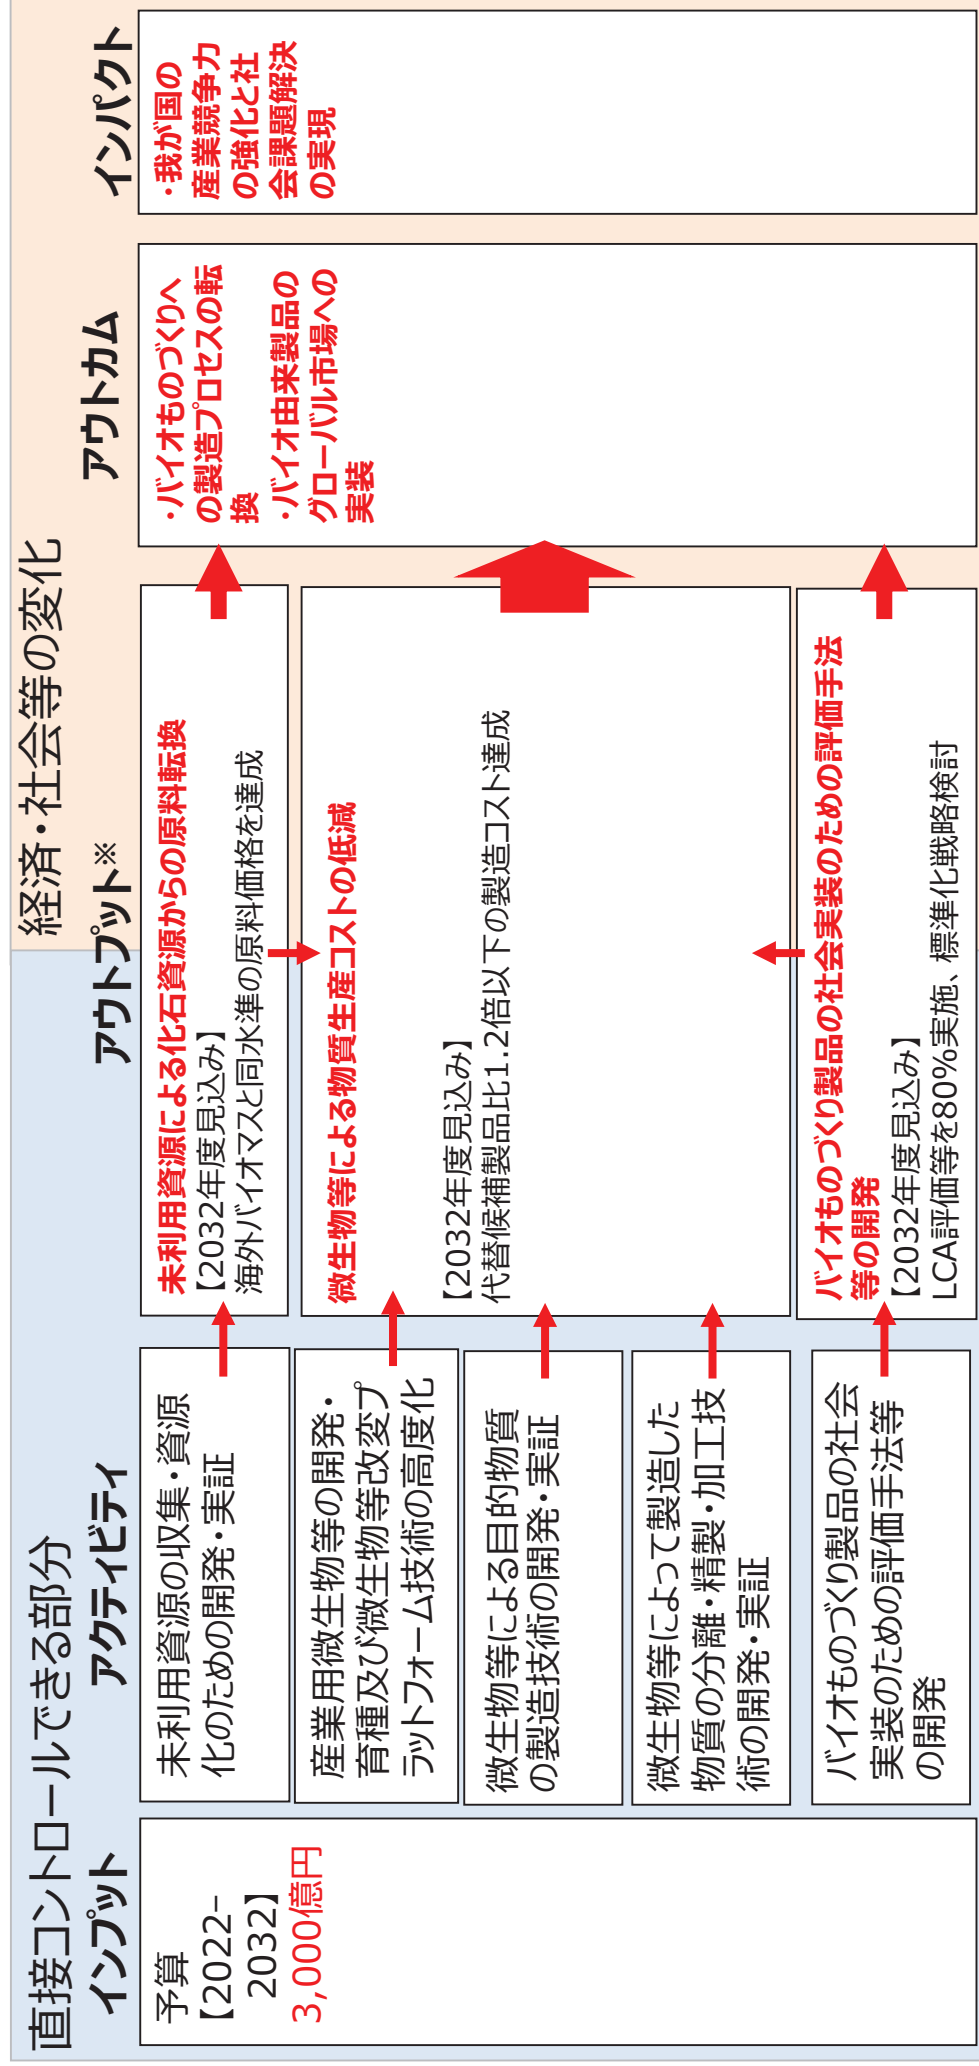 直接コントロールできる部分
経済・社会等の変化
インプット
アクティビティ
アウトプット※
アウトカム
インパクト
予算
【2022-
2032】
3,000億円
未利用資源の収集・資源
化のための開発・実証
産業用微生物等の開発・
育種及び微生物等改変プ
ラットフォーム技術の高度化
微生物等による目的物質
の製造技術の開発・実証
微生物等によって製造した
物質の分離・精製・加工技
術の開発・実証
バイオものづくり製品の社会
実装のための評価手法等
の開発
未利用資源による化石資源からの原料転換
【2032年度見込み】
海外バイオマスと同水準の原料価格を達成
微生物等による物質生産コストの低減
【2032年度見込み】
代替候補製品比1.2倍以下の製造コスト達成
バイオものづくり製品の社会実装のための評価手法
等の開発
【2032年度見込み】
LCA評価等を80%実施、標準化戦略検討
・バイオものづくりへ
の製造プロセスの転
換
・バイオ由来製品の
グローバル市場への
実装
・我が国の
産業競争力
の強化と社
会課題解決
の実現